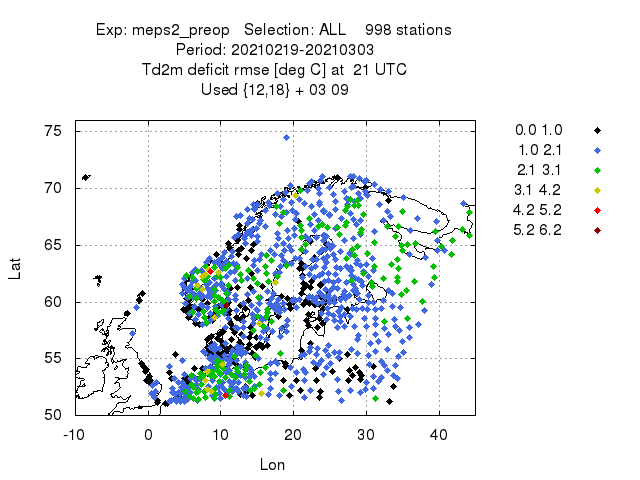 Exp: meps2_preop Selection: ALL 998 stations
Period: 20210219-20210303
Td2m deficit rmse [deg C] at 21 UTC
Used {12,18} + 03 09
75
70
65
60
55
50
Lat
-10 0 10 20 30 40
Lon
0.0 1.0
1.0 2.1
2.1 3.1
3.1 4.2
4.2 5.2
5.2 6.2